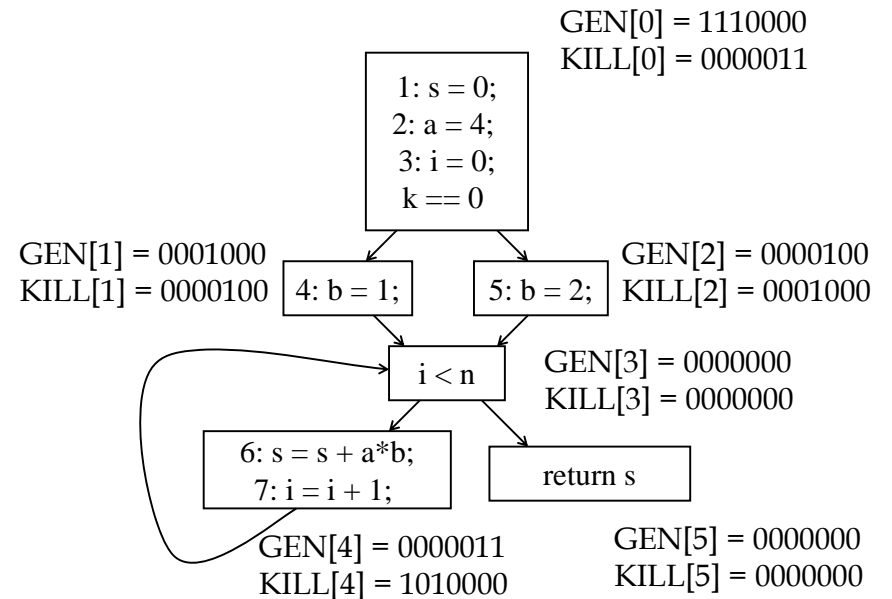 GEN[0] = 1110000
KILL[0] = 0000011
1: s = 0;
2: a = 4;
3: i = 0;
k == 0
GEN[1] = 0001000
KILL[1] = 0000100
4: b = 1;
5: b = 2;
GEN[2] = 0000100
KILL[2] = 0001000
i < n
GEN[3] = 0000000
KILL[3] = 0000000
6: s = s + a*b;
7: i = i + 1;
return s
GEN[4] = 0000011
KILL[4] = 1010000
GEN[5] = 0000000
KILL[5] = 0000000